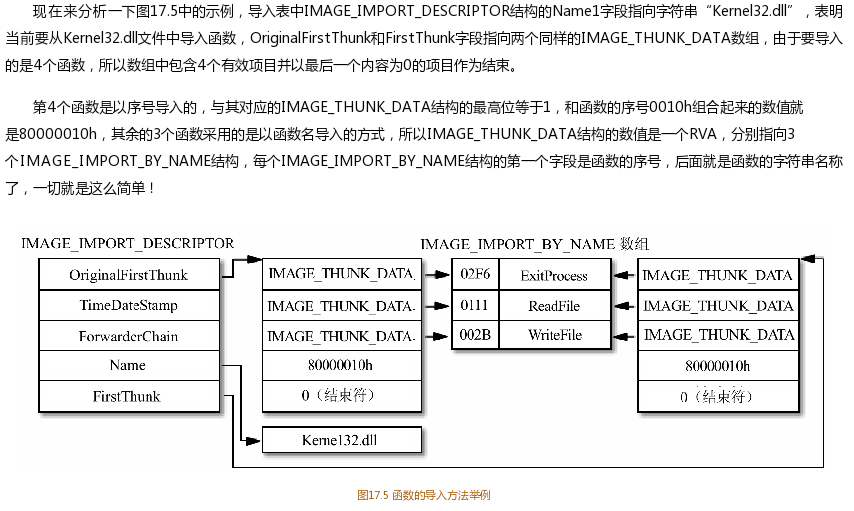 现在来分析一下图17.5中的示例，导入表中IMAGE_IMPORT_DESCRIPTOR结构的Name1字段指向字符串“Kernel32.dll”，表明
当前要从Kernel32.dll文件中导入函数，OriginalFirstThunk和FirstThunk字段指向两个同样的IMAGE_THUNK_DATA数组，由于要导入
的是4个函数，所以数组中包含4个有效项目并以最后一个内容为0的项目作为结束。
第4个函数是以序号导入的，与其对应的IMAGE_THUNK_DATA结构的最高位等于1，和函数的序号0010h组合起来的数值就
是80000010h，其余的3个函数采用的是以函数名导入的方式，所以IMAGE_THUNK_DATA结构的数值是一个RVA，分别指向3
个IMAGE_IMPORT_BY_NAME结构，每个IMAGE_IMPORT_BY_NAME结构的第一个字段是函数的序号，后面就是函数的字符串名称
了，一切就是这么简单！
IMAGE_IMPORT_DESCRIPTOR
OriginalFirstThunk
TimeDateStamp
ForwarderChain
Name
FirstThunk
IMAGE_THUNK_DATA
IMAGE_THUNK_DATA
IMAGE_THUNK_DATA
80000010h
0（结束符）
Kernel32.dll
IMAGE_IMPORT_BY_NAME 数组
02F6 ExitProcess
0111 ReadFile
002B WriteFile
IMAGE_THUNK_DATA
IMAGE_THUNK_DATA
IMAGE_THUNK_DATA
80000010h
0（结束符）
图17.5 函数的导入方法举例